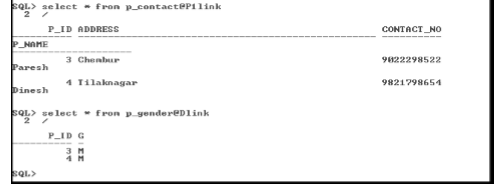 SQL> select * from p_contact@P1link
2 /
P_ID ADDRESS CONTACT_NO
P_NAME
3 Chembur 9022298522
Paresh
4 Tilaknagar 9821798654
Dinesh
SQL> select * from p_gender@Dlink
2 /
P_ID G
3 M
4 M
SQL>